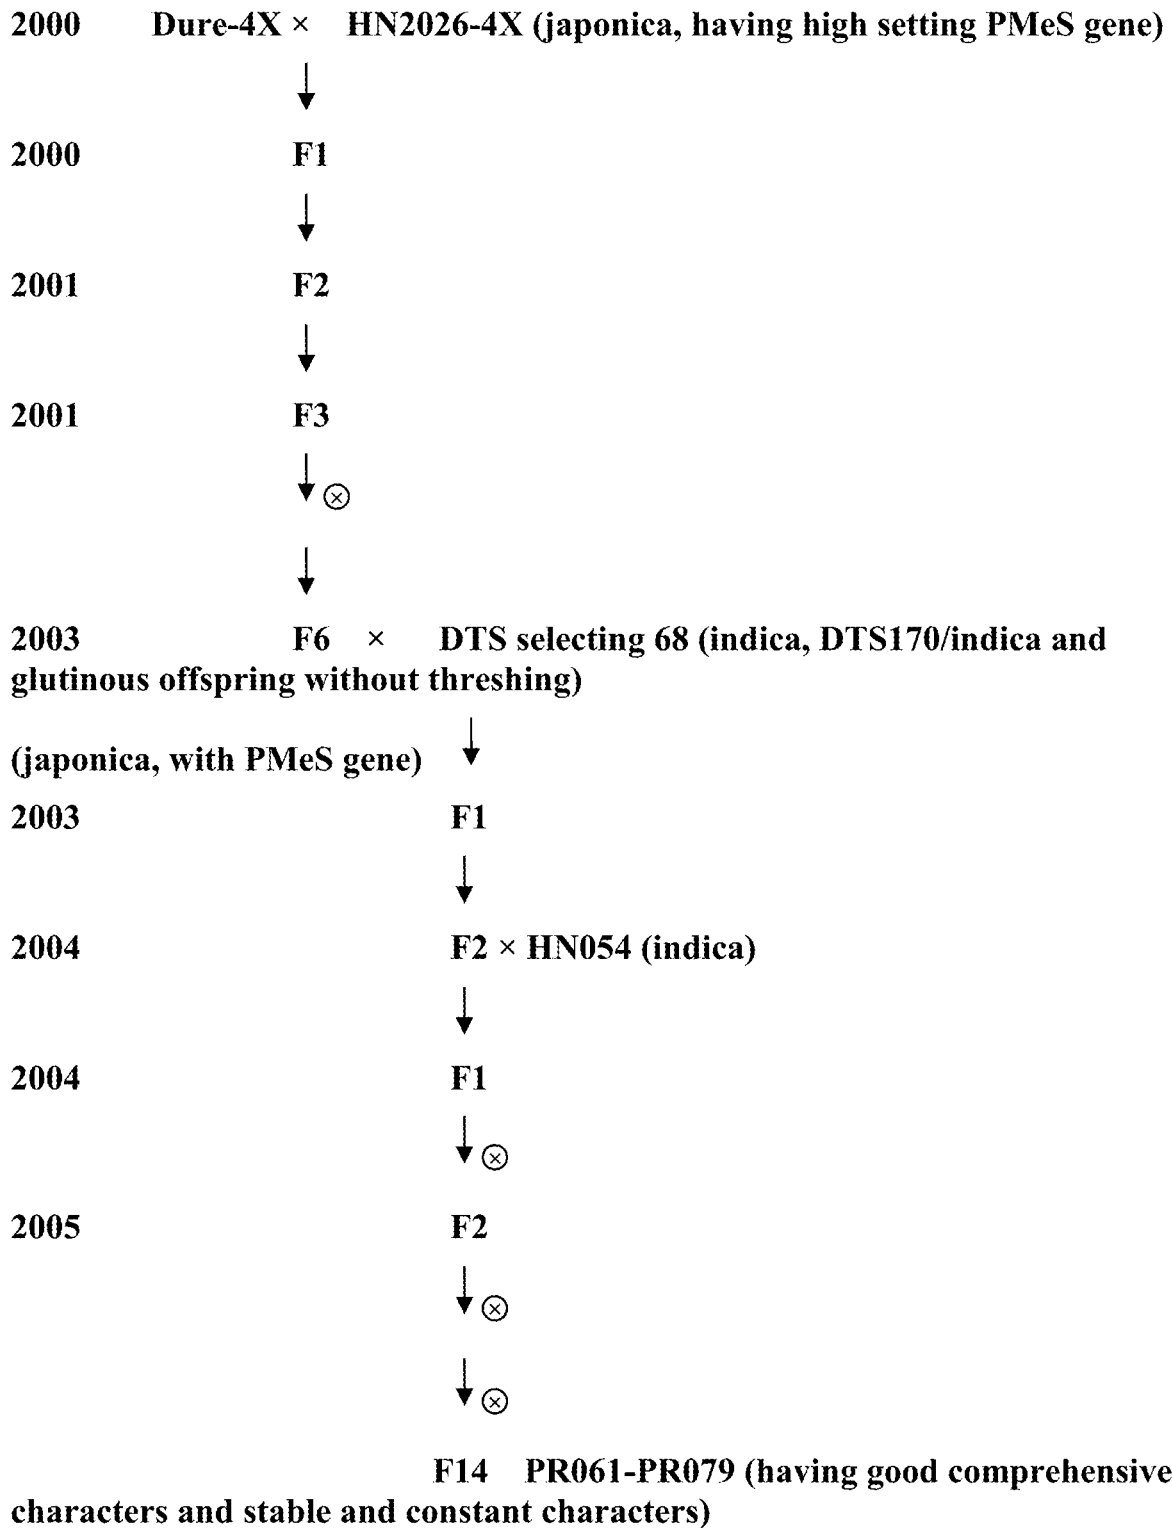 2000 Dure-4X × HN2026-4X (japonica, having high setting PMeS gene)
2000 F1
2001 F2
2001 F3
2003 F6 × DTS selecting 68 (indica, DTS170/indica and
glutinous offspring without threshing)
(japonica, with PMeS gene)
2003 F1
2004 F2 × HN054 (indica)
2004 F1
2005 F2
F14 PR061-PR079 (having good comprehensive
characters and stable and constant characters)